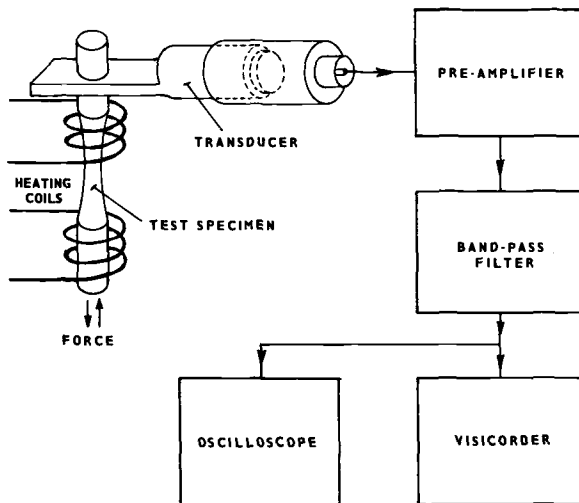 PRE-AMPLIFIER
TRANSDUCER
HEATING
COILS
TEST SPECIMEN
BAND-PASS
FILTER
FORCE
OSCILLOSCOPE
VISICORDER